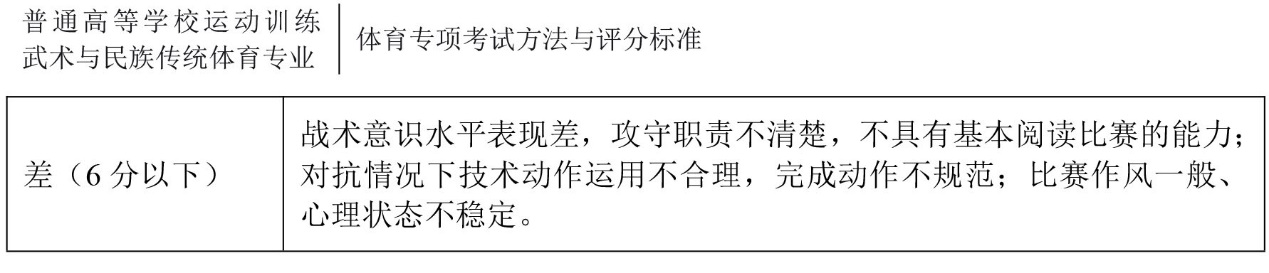 普通高等学校运动训练
武术与民族传统体育专业
体育专项考试方法与评分标准
差（6 分以下）
战术意识水平表现差，攻守职责不清楚，不具有基本阅读比赛的能力；
对抗情况下技术动作运用不合理，完成动作不规范；比赛作风一般、
心理状态不稳定。